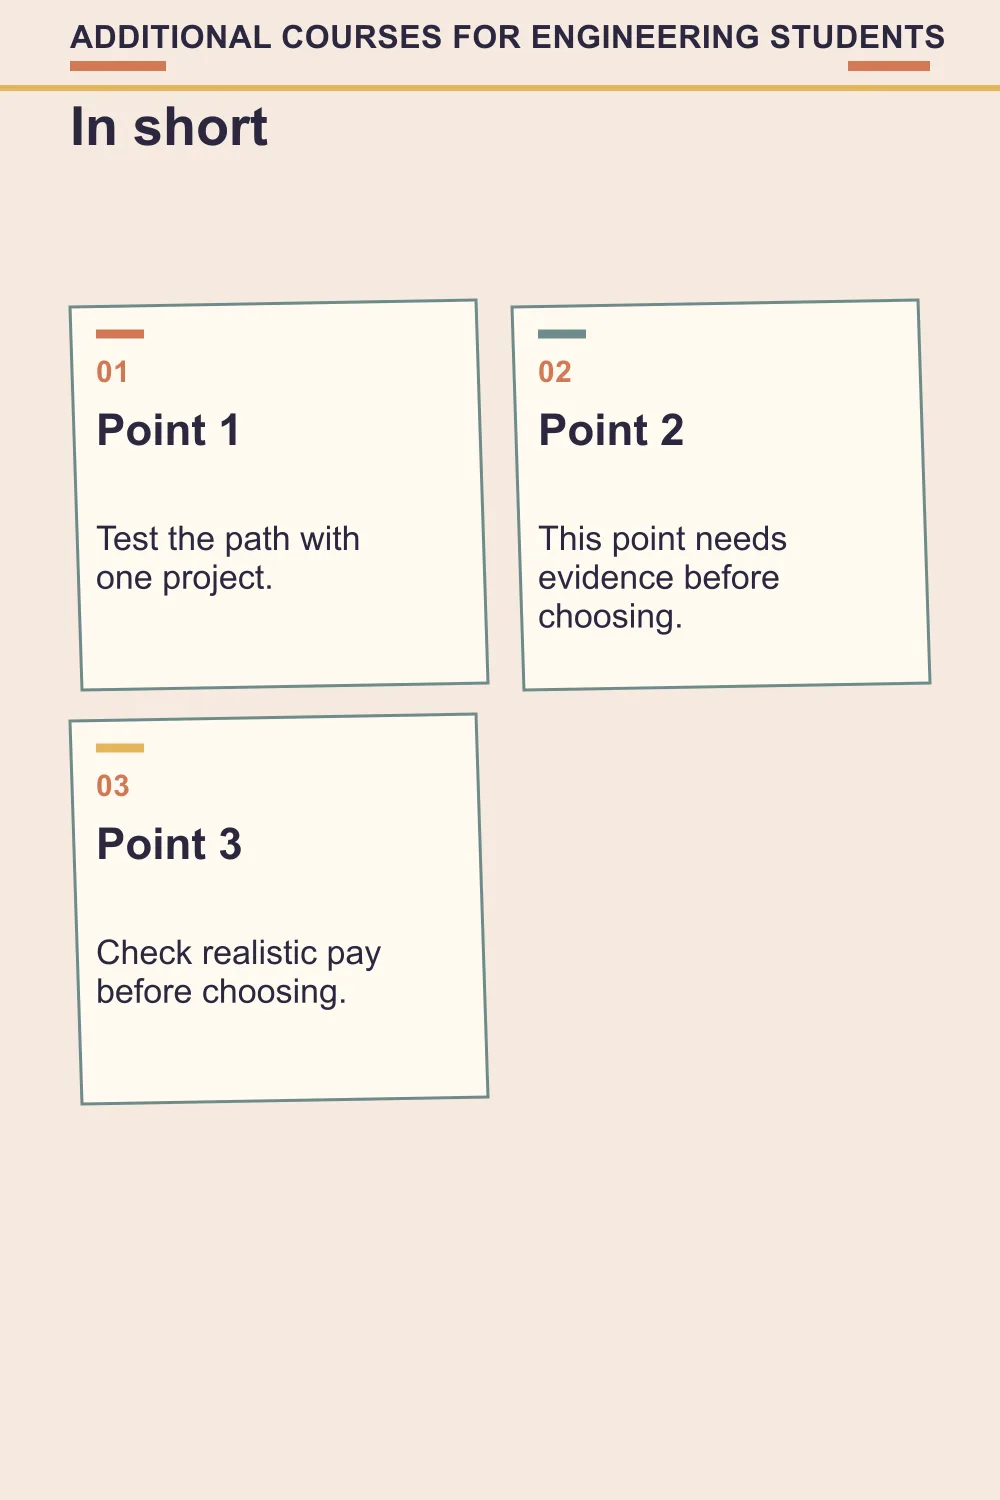 ADDITIONAL COURSES FOR ENGINEERING STUDENTS
In short
01
Point 1
Test the path with
one project.
02
Point 2
This point needs
evidence before
choosing.
03
Point 3
Check realistic pay
before choosing.